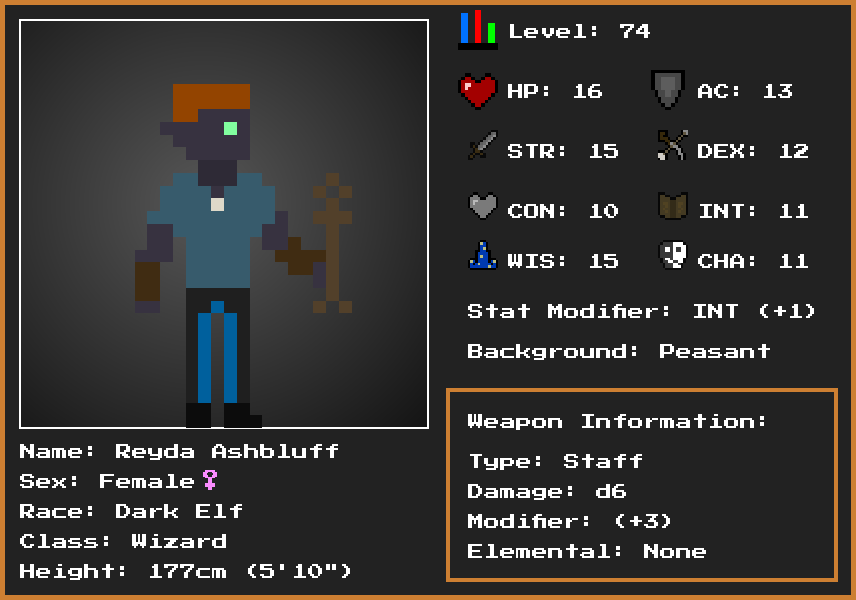 Level: 74
HP: 16 AC: 13
STR: 15 DEX: 12
CON: 10 INT: 11
WIS: 15 CHA: 11
Stat Modifier: INT (+1)
Background: Peasant
Weapon Information:
Type: Staff
Damage: d6
Modifier: (+3)
Elemental: None
Name: Reyda Ashbluff
Sex: Female♀
Race: Dark Elf
Class: Wizard
Height: 177cm (5'10")